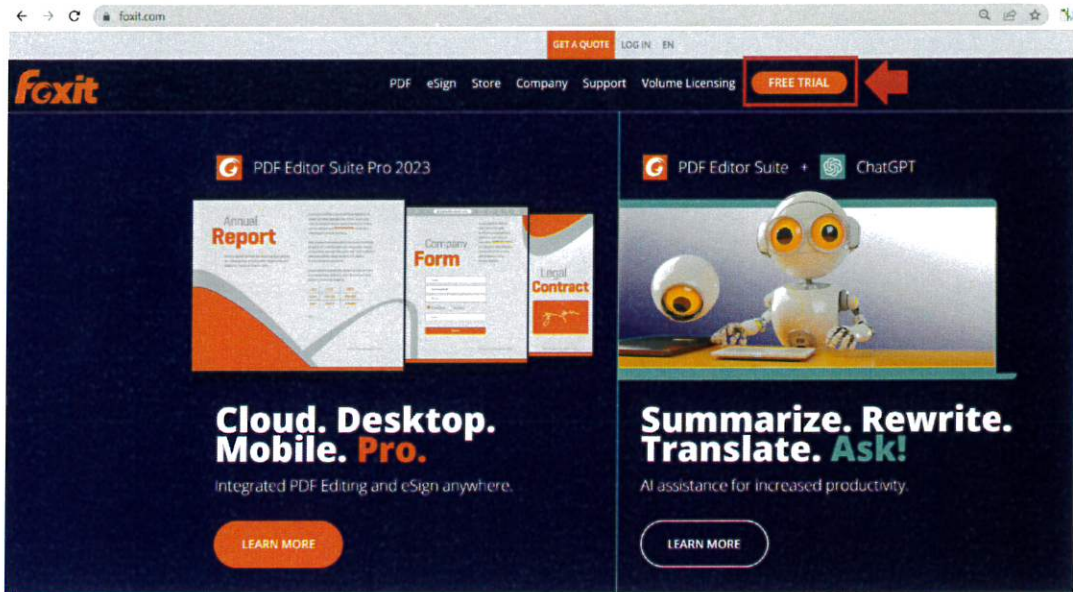 foxit.com
GET A QUOTE LOG IN EN
Foxit
PDF eSign Store Company Support Volume Licensing FREE TRIAL
PDF Editor Suite Pro 2023
Annual
Report
Company
Form
Legal
Contract
Cloud. Desktop.
Mobile. Pro.
Integrated PDF Editing and eSign anywhere.
LEARN MORE
PDF Editor Suite + ChatGPT
Summarize. Rewrite.
Translate. Ask!
AI assistance for increased productivity.
LEARN MORE